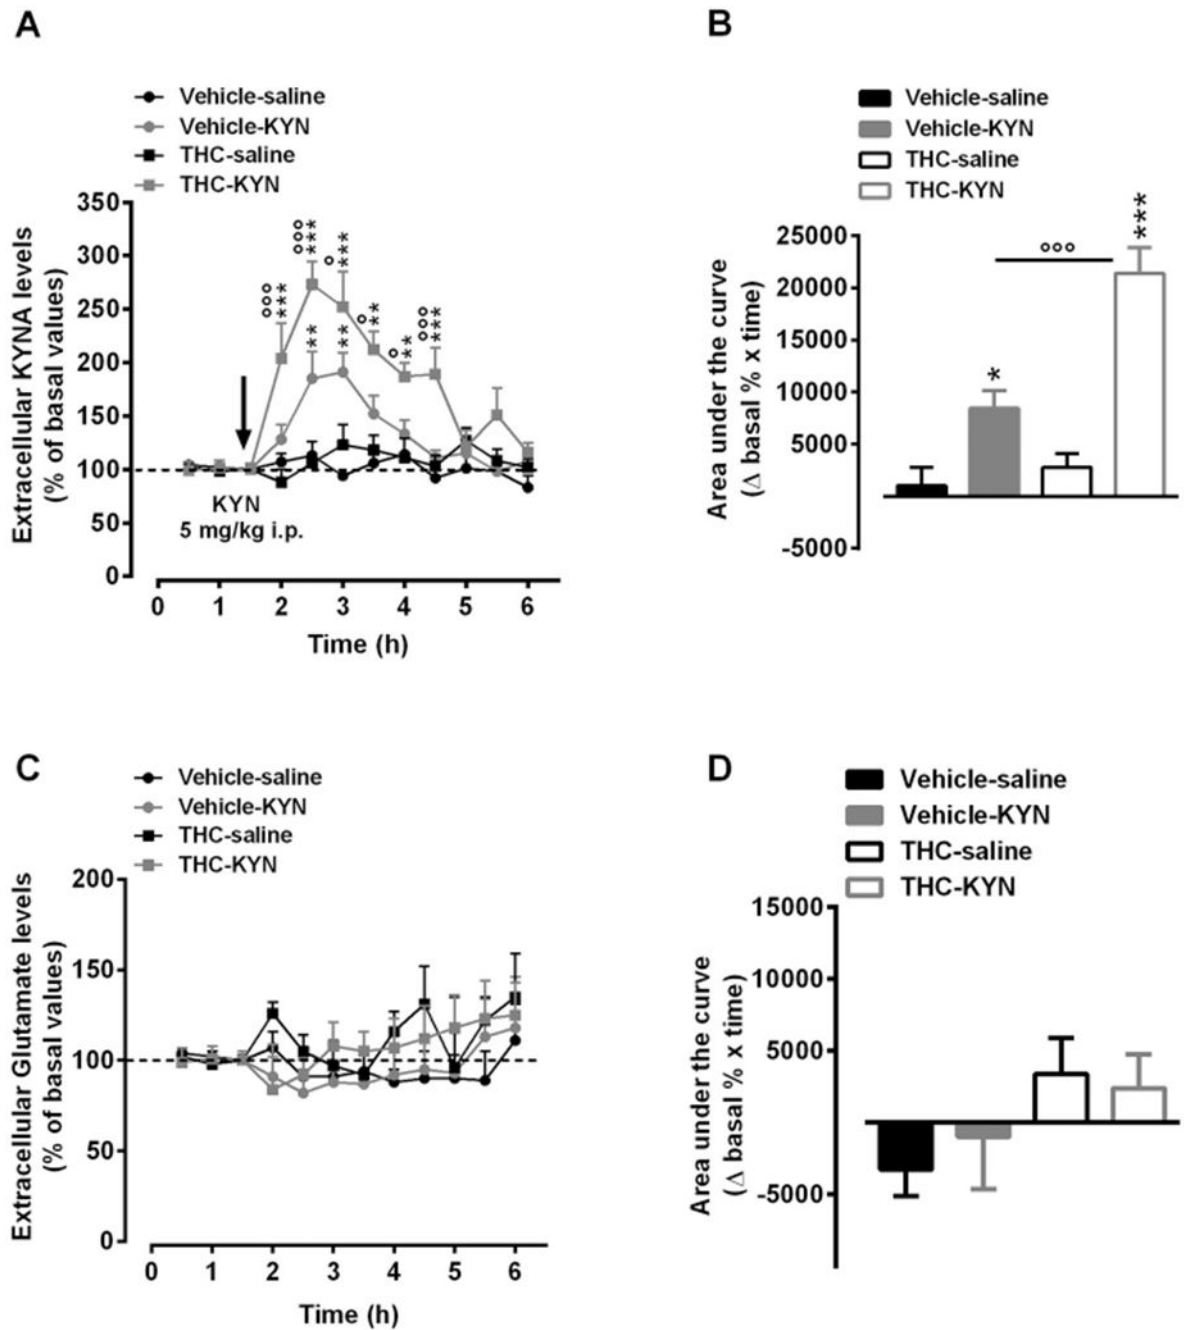 A
Vehicle-saline
Vehicle-KYN
THC-saline
THC-KYN
Extracellular KYNA levels
(% of basal values)
350
300
250
200
150
100
50
0
°°°
***
°°°
***
**
°
***
**
°
**
°
**
°°°
***
KYN
5 mg/kg i.p.
0 1 2 3 4 5 6
Time (h)
B
Vehicle-saline
Vehicle-KYN
THC-saline
THC-KYN
Area under the curve
(Δ basal % x time)
25000
20000
15000
10000
5000
-5000
*
°°°
***
C
Vehicle-saline
Vehicle-KYN
THC-saline
THC-KYN
Extracellular Glutamate levels
(% of basal values)
200
150
100
50
0
0 1 2 3 4 5 6
Time (h)
D
Vehicle-saline
Vehicle-KYN
THC-saline
THC-KYN
Area under the curve
(Δ basal % x time)
15000
10000
5000
-5000